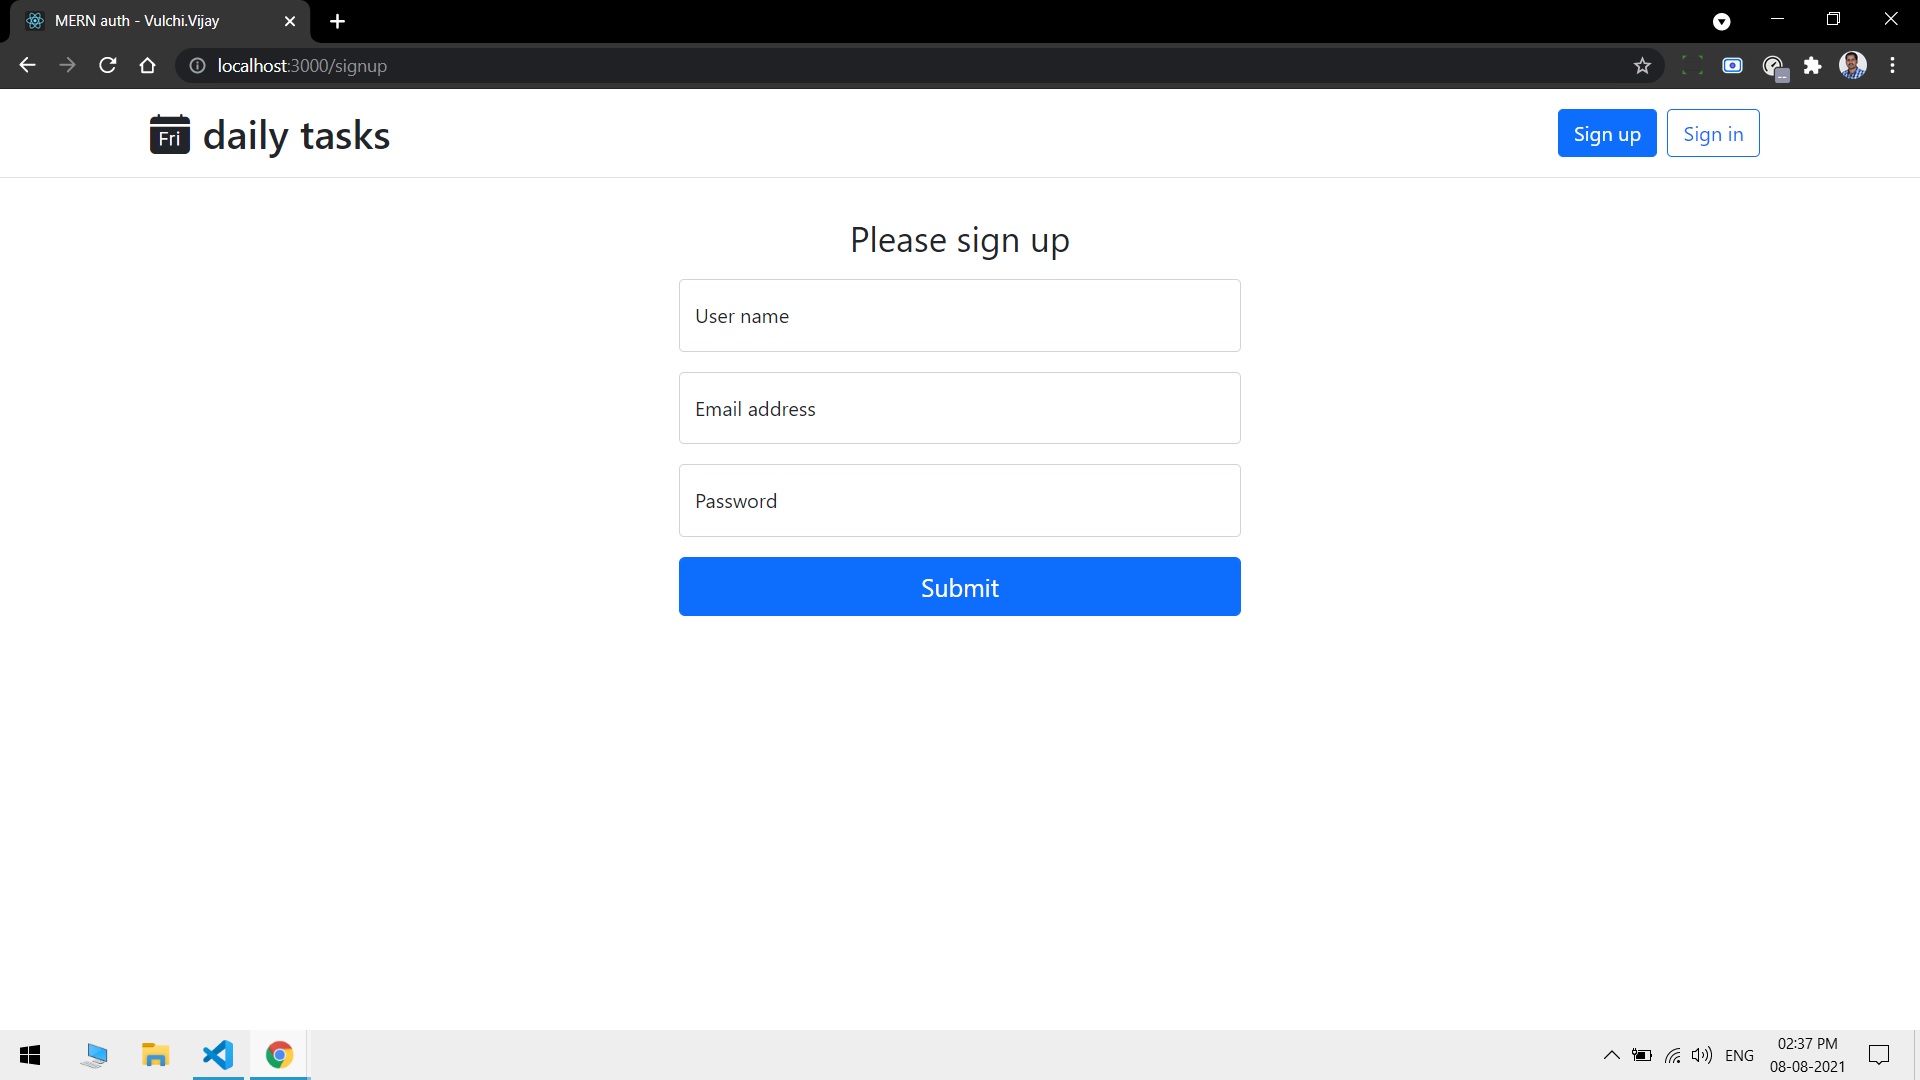 MERN auth - Vulchi.Vijay
localhost:3000/signup
Fri daily tasks
Sign up
Sign in
Please sign up
User name
Email address
Password
Submit
ENG
02:37 PM
08-08-2021